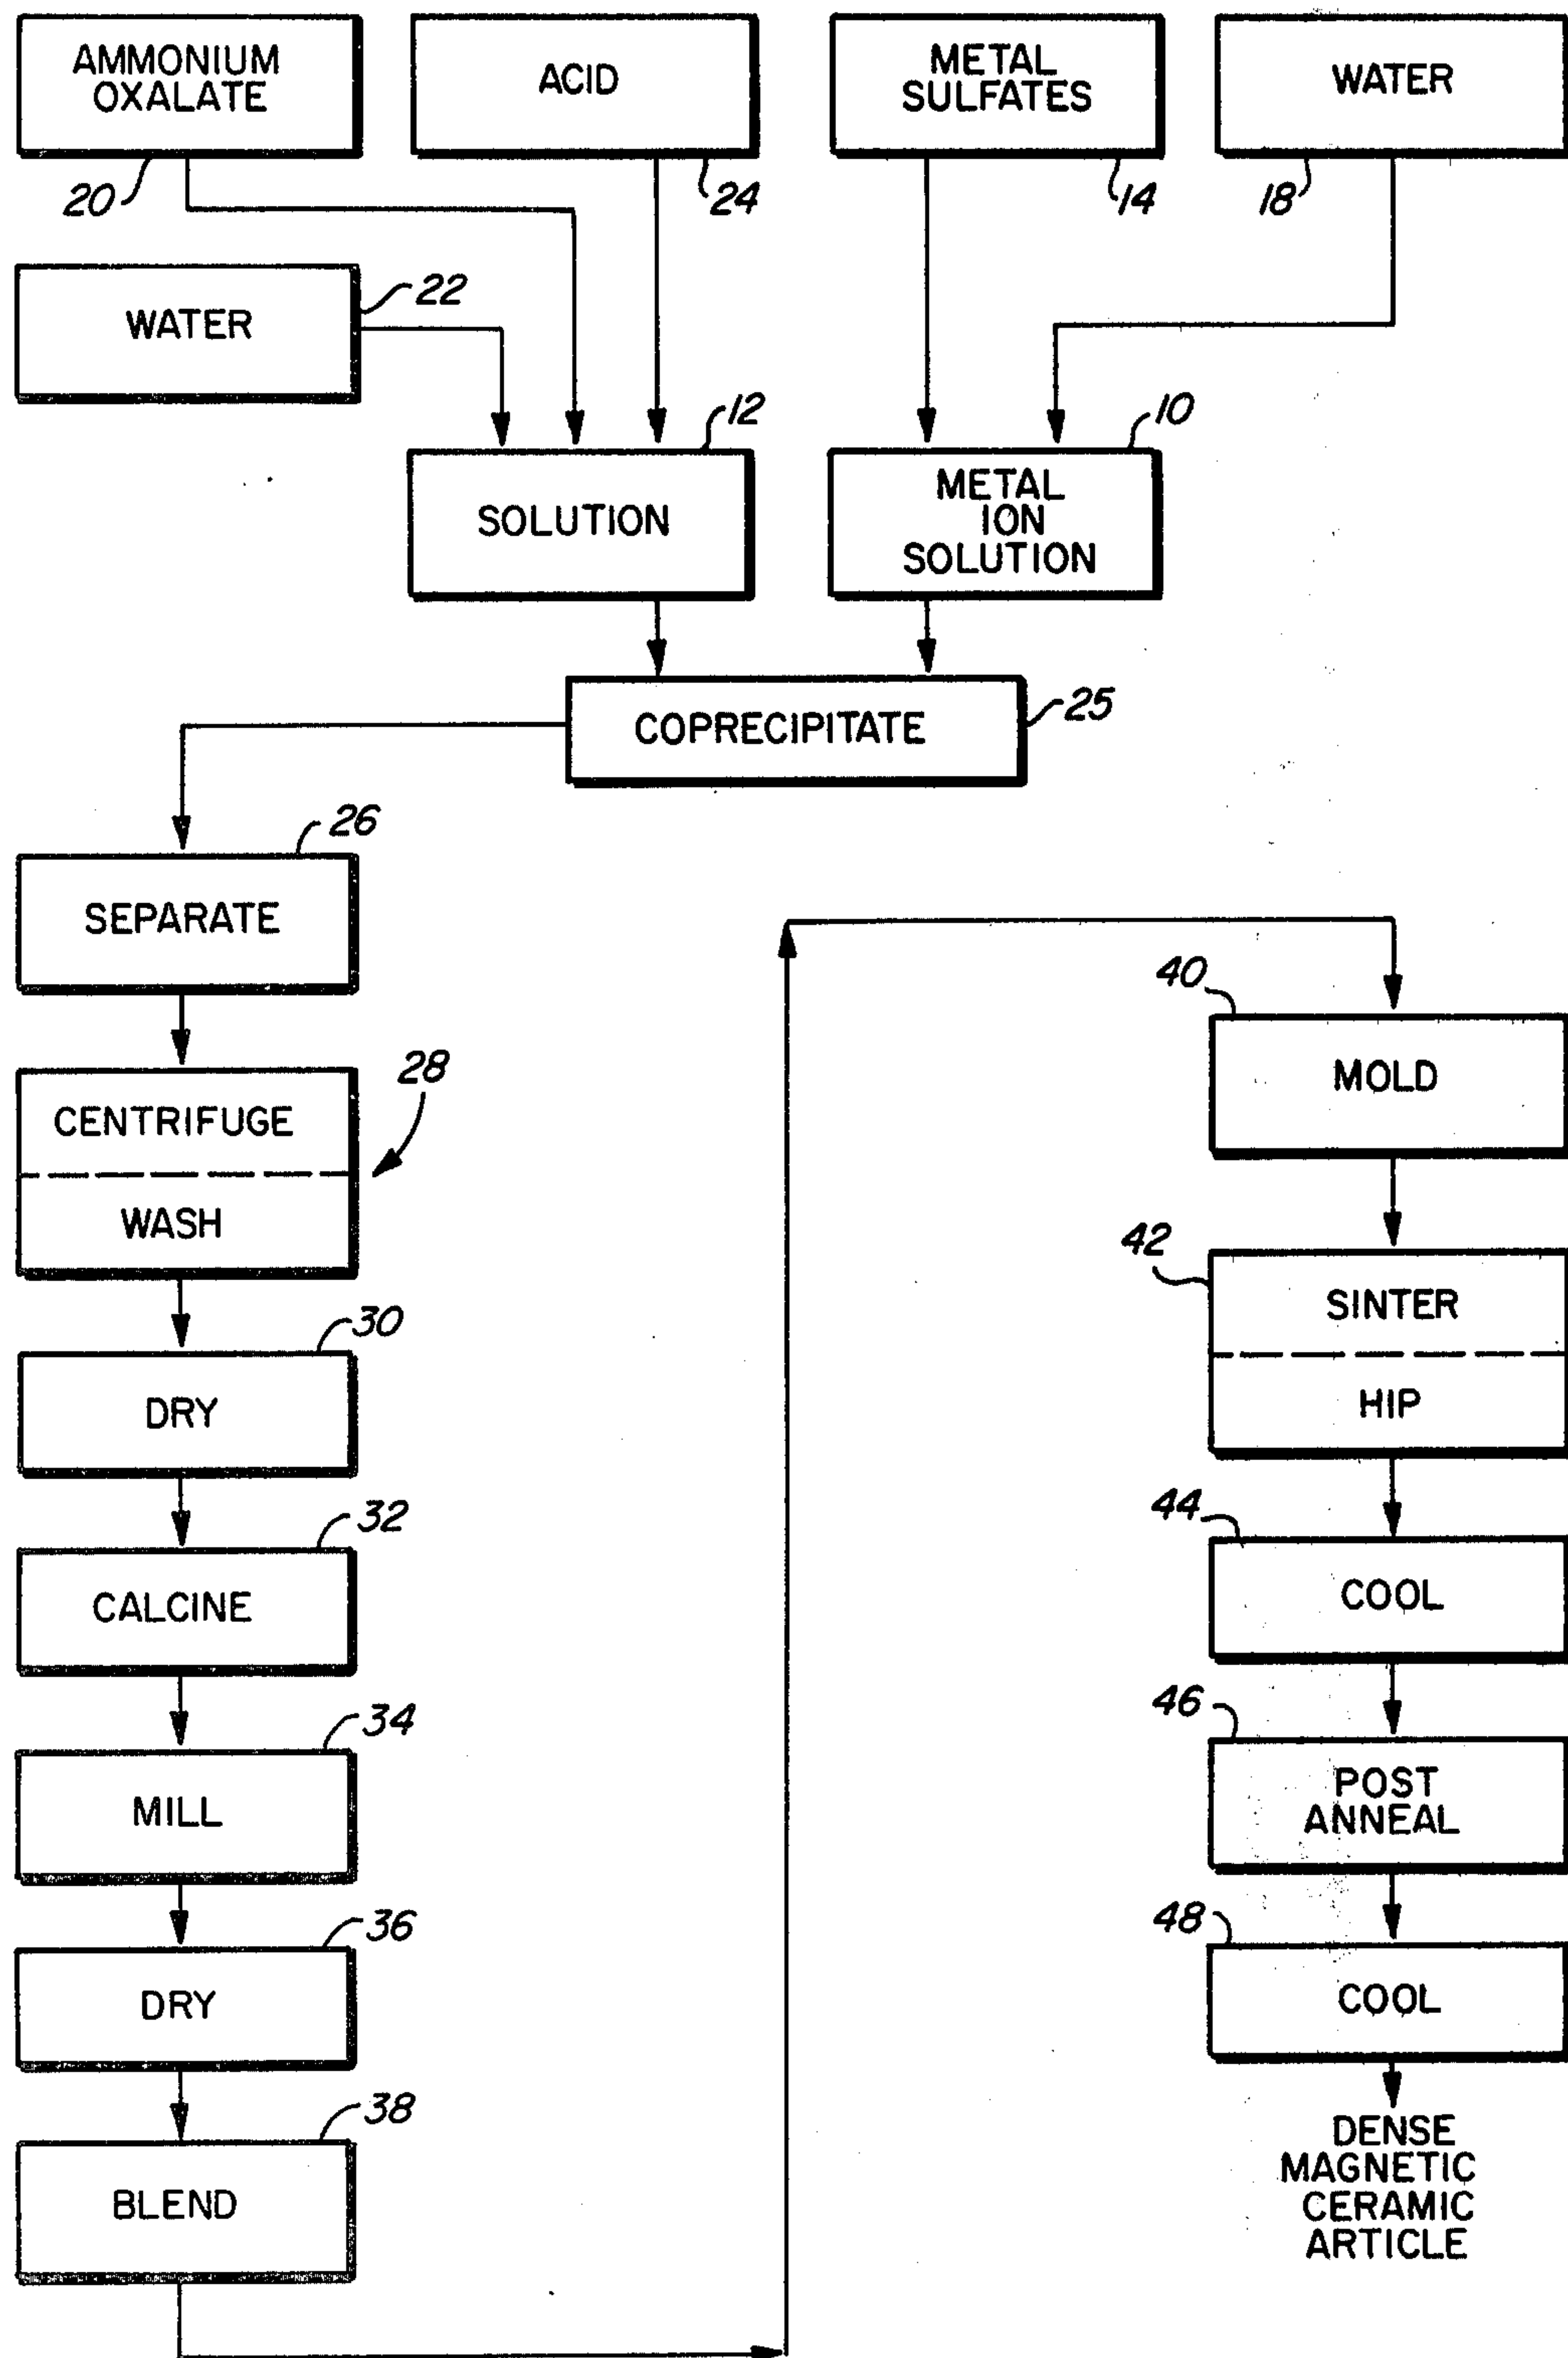 AMMONIUM
OXALATE
ACID
METAL
SULFATES
WATER
20
24
14
18
WATER
22
12
10
SOLUTION
METAL
ION
SOLUTION
COPRECIPITATE
25
26
SEPARATE
CENTRIFUGE
WASH
28
30
DRY
32
CALCINE
34
MILL
36
DRY
38
BLEND
40
MOLD
42
SINTER
HIP
44
COOL
46
POST
ANNEAL
48
COOL
DENSE
MAGNETIC
CERAMIC
ARTICLE